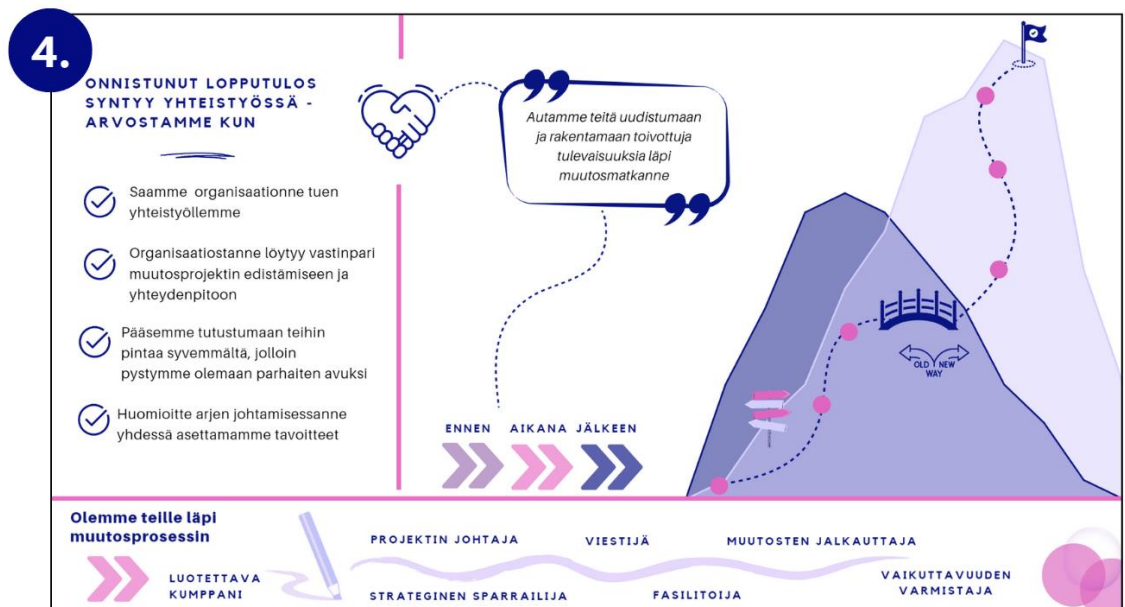 4.
ONNISTUNUT LOPPUTULOS
SYNTYY YHTEISTYÖSSÄ -
ARVOSTAMME KUN
Saamme organisaationne tuen
yhteistyöllemme
Organisaatiostanne löytyy vastinpari
muutosprojektin edistämiseen ja
yhteydenpitoon
Pääsemme tutustumaan teihin
pintaa syvemmältä, jolloin
pystymme olemaan parhaiten avuksi
Huomioitte arjen johtamisessanne
yhdessä asettamamme tavoitteet
Autamme teitä uudistumaan
ja rakentamaan toivottuja
tulevaisuuksia läpi
muutosmatkanne
ENNEN AIKANA JÄLKEEN
OLD NEW
WAY
Olemme teille läpi
muutosprosessin
LUOTETTAVA
KUMPPANI
PROJEKTIN JOHTAJA
VIESTIJÄ
MUUTOSTEN JALKAUTTAJA
STRATEGINEN SPARRAILIJA
FASILITOIJA
VAIKUTTAVUUDEN
VARMISTAJA